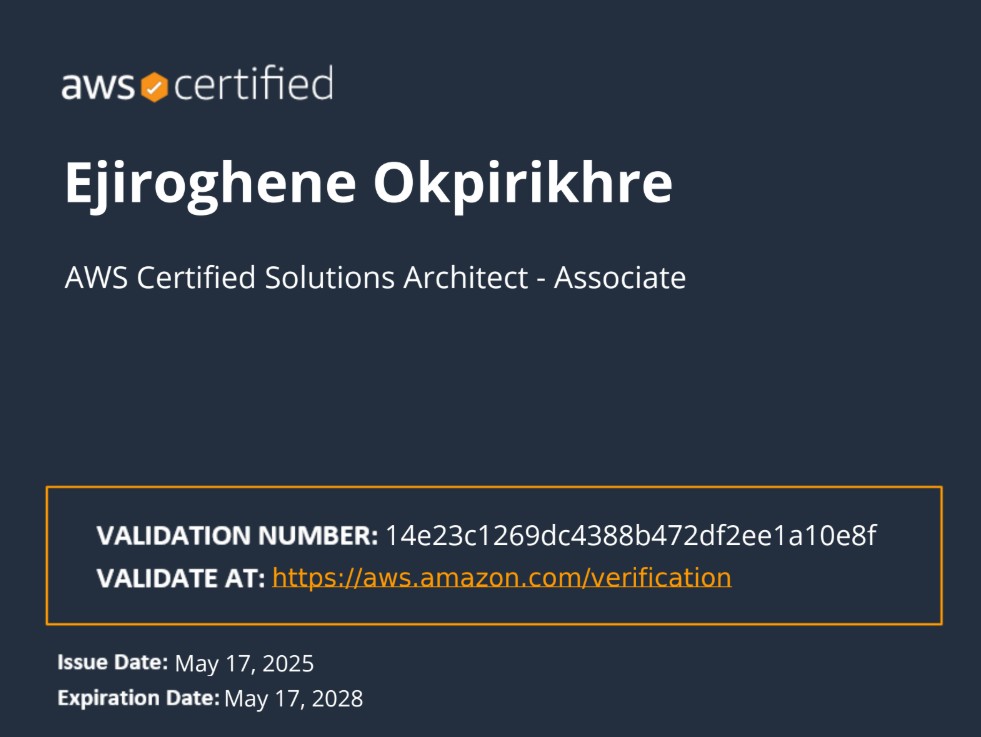 aws certified
Ejiroghene Okpirikhre
AWS Certified Solutions Architect - Associate
VALIDATION NUMBER: 14e23c1269dc4388b472df2ee1a10e8f
VALIDATE AT: https://aws.amazon.com/verification
Issue Date: May 17, 2025
Expiration Date: May 17, 2028